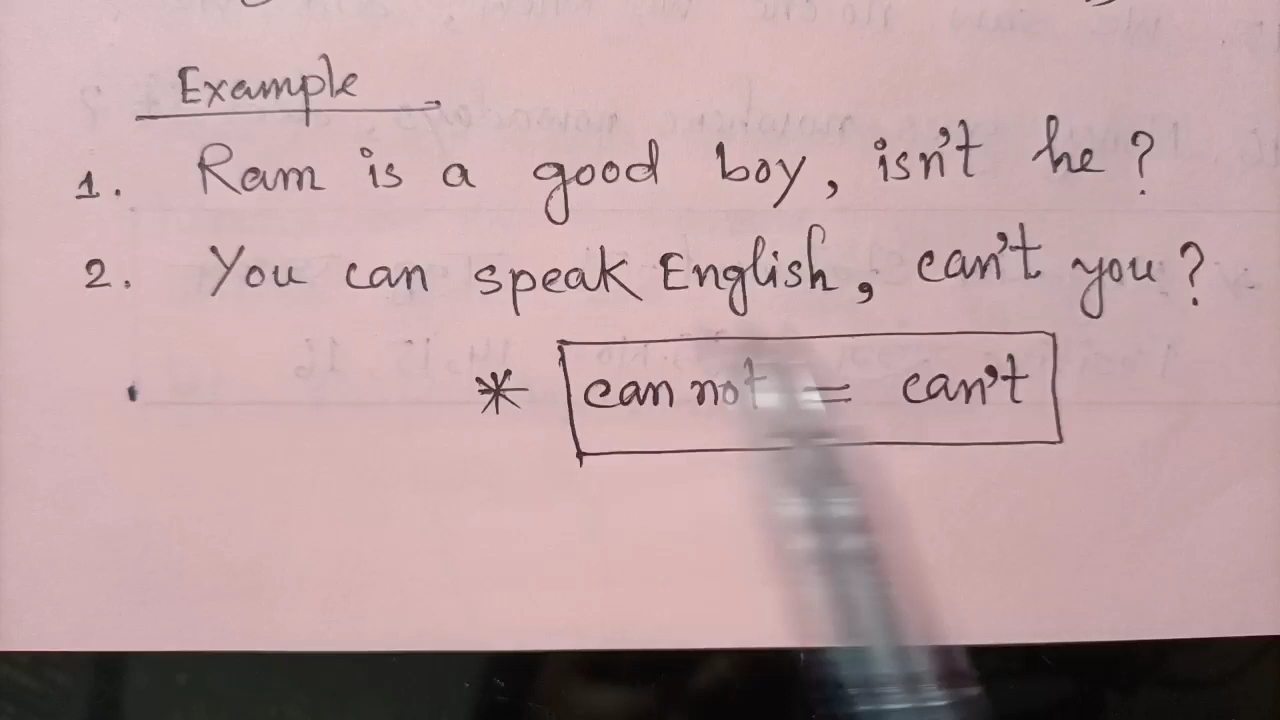 Example
1. Ram is a good boy, isn't he?
2. You can speak English, can't you?
* can not = can't